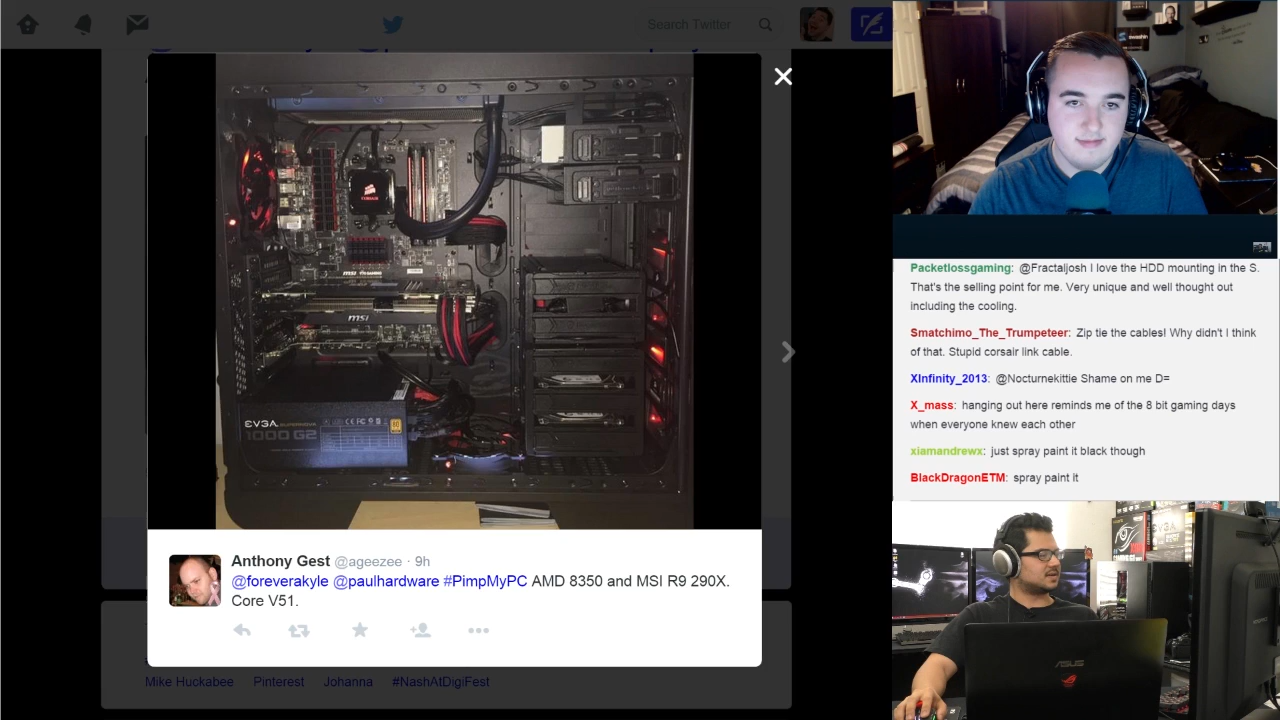 Search Twitter
msi
msi
CORSAIR
EVGA SUPERNOVA
1000 G2
Anthony Gest @ageezee · 9h
@foreverakyle @paulhardware #PimpMyPC AMD 8350 and MSI R9 290X.
Core V51.
Mike Huckabee Pinterest Johanna #NashAtDigiFest
Packetlossgaming: @Fractaljosh I love the HDD mounting in the S.
That's the selling point for me. Very unique and well thought out
including the cooling.
Smatchimo_The_Trumpeteer: Zip tie the cables! Why didn't I think
of that. Stupid corsair link cable.
XInfinity_2013: @Nocturnekittie Shame on me D=
X_mass: hanging out here reminds me of the 8 bit gaming days
when everyone knew each other
xiamandrewx: just spray paint it black though
BlackDragonETM: spray paint it
EVGA
ASUS